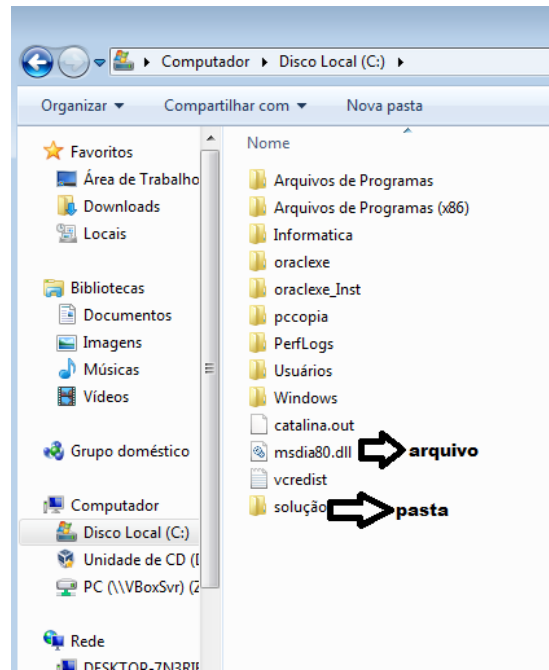 Computador Disco Local (C:)
Organizar Compartilhar com Nova pasta
Favoritos
Área de Trabalho
Downloads
Locais
Bibliotecas
Documentos
Imagens
Músicas
Vídeos
Grupo doméstico
Computador
Disco Local (C:)
Unidade de CD (
PC (\\VBoxSvr) (
Rede
Nome
Arquivos de Programas
Arquivos de Programas (x86)
Informatica
oraclexe
oraclexe_Inst
pccopia
PerfLogs
Usuários
Windows
catalina.out
msdia80.dll arquivo
vcredist
solução pasta